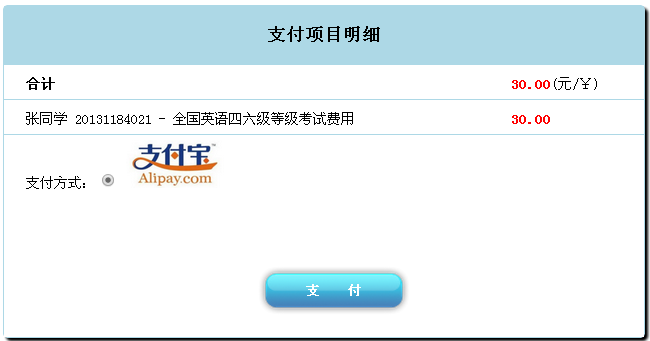 支付项目明细
合计 30.00(元/￥)
张同学 20131184021 - 全国英语四六级等级考试费用 30.00
支付宝™
支付方式： Alipay.com
支 付